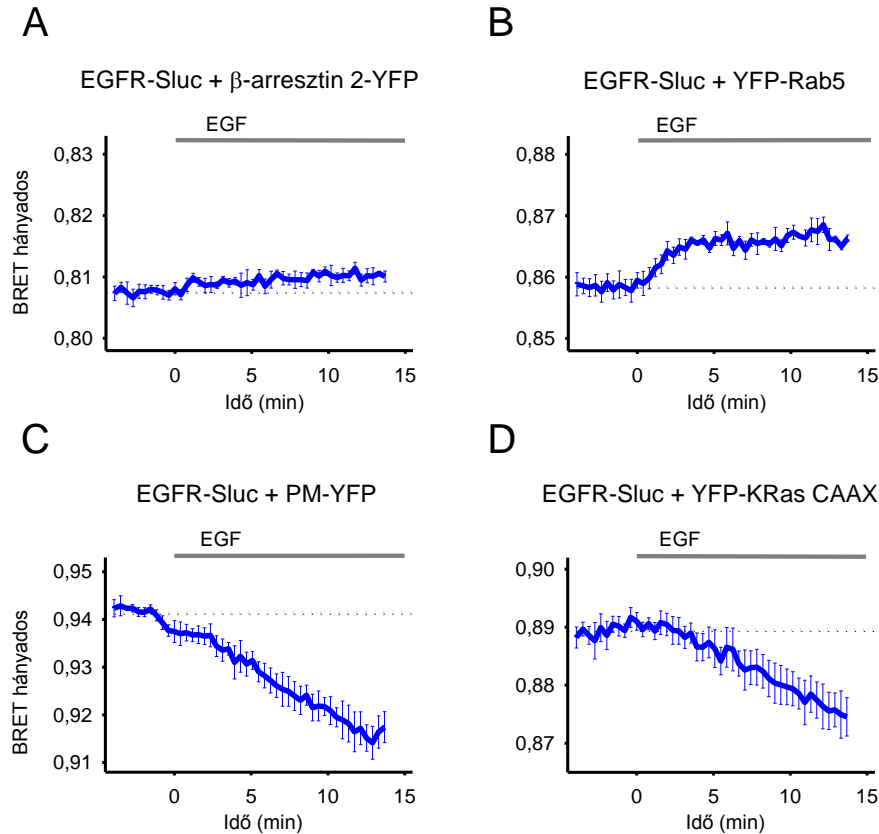 A
EGFR-Sluc + β-arresztin 2-YFP
EGF
0,83
0,82
0,81
0,80
BRET hányados
0 5 10 15
Idő (min)
B
EGFR-Sluc + YFP-Rab5
EGF
0,88
0,87
0,86
0,85
0 5 10 15
Idő (min)
C
EGFR-Sluc + PM-YFP
EGF
0,95
0,94
0,93
0,92
0,91
BRET hányados
0 5 10 15
Idő (min)
D
EGFR-Sluc + YFP-KRas CAAX
EGF
0,90
0,89
0,88
0,87
0 5 10 15
Idő (min)